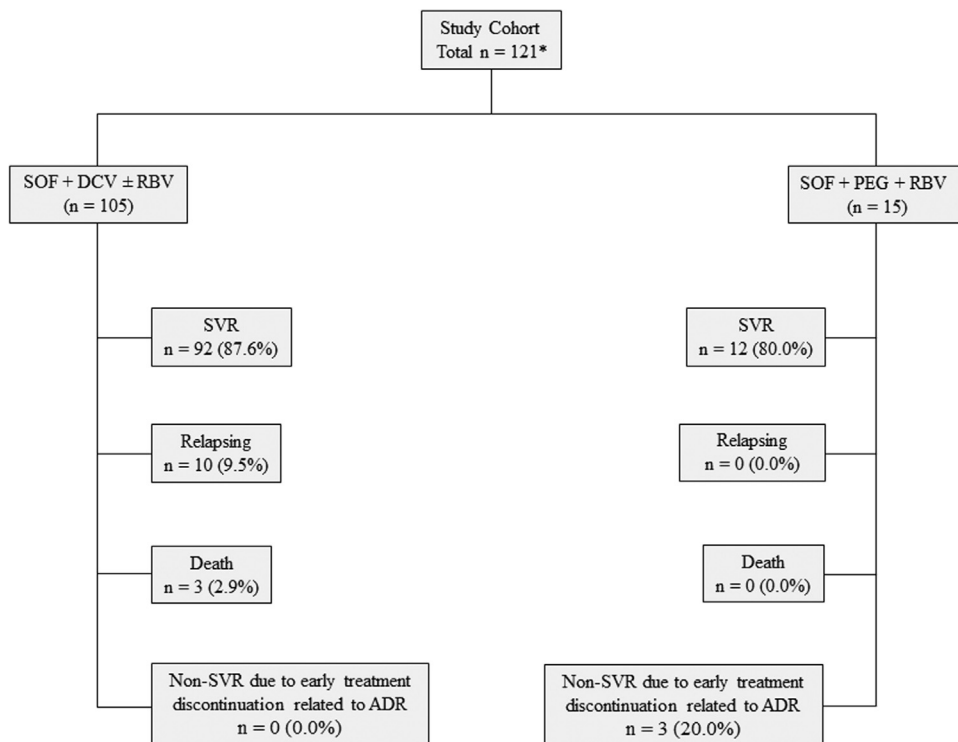 Study Cohort
Total n = 121*
SOF + DCV ± RBV
(n = 105)
SOF + PEG + RBV
(n = 15)
SVR
n = 92 (87.6%)
SVR
n = 12 (80.0%)
Relapsing
n = 10 (9.5%)
Relapsing
n = 0 (0.0%)
Death
n = 3 (2.9%)
Death
n = 0 (0.0%)
Non-SVR due to early treatment
discontinuation related to ADR
n = 0 (0.0%)
Non-SVR due to early treatment
discontinuation related to ADR
n = 3 (20.0%)